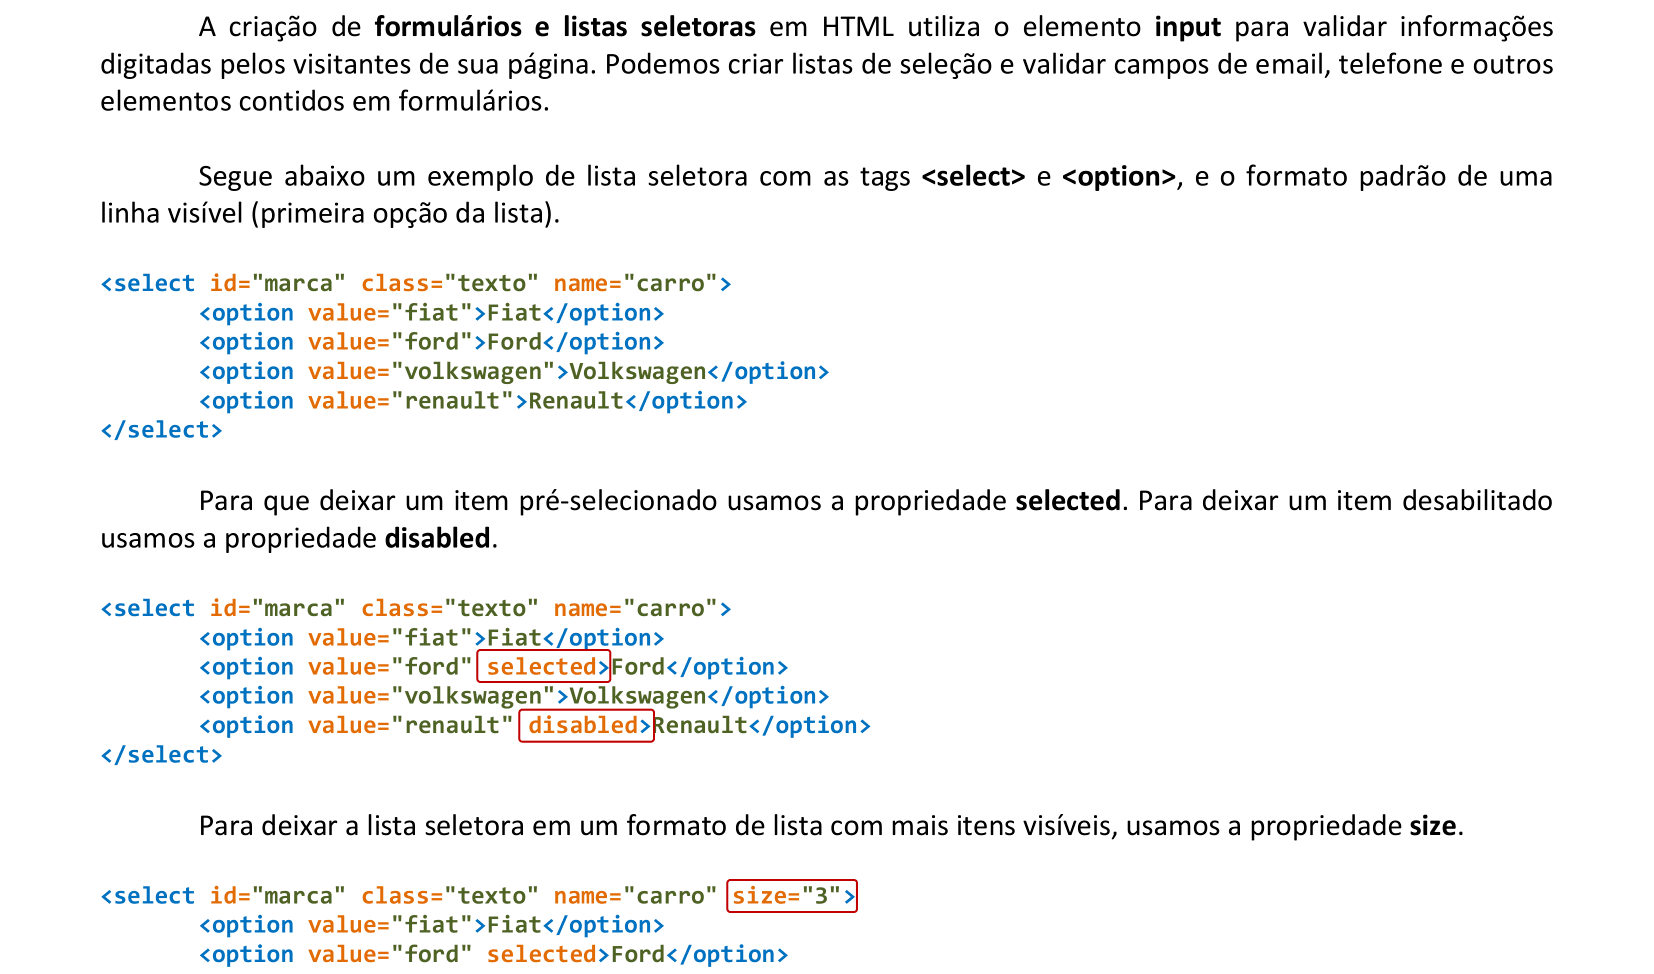 A criação de formulários e listas seletoras em HTML utiliza o elemento input para validar informações
digitadas pelos visitantes de sua página. Podemos criar listas de seleção e validar campos de email, telefone e outros
elementos contidos em formulários.
Segue abaixo um exemplo de lista seletora com as tags <select> e <option>, e o formato padrão de uma
linha visível (primeira opção da lista).
<select id="marca" class="texto" name="carro">
<option value="fiat">Fiat</option>
<option value="ford">Ford</option>
<option value="volkswagen">Volkswagen</option>
<option value="renault">Renault</option>
</select>
Para que deixar um item pré-selecionado usamos a propriedade selected. Para deixar um item desabilitado
usamos a propriedade disabled.
<select id="marca" class="texto" name="carro">
<option value="fiat">Fiat</option>
<option value="ford" selected>Ford</option>
<option value="volkswagen">Volkswagen</option>
<option value="renault" disabled>Renault</option>
</select>
Para deixar a lista seletora em um formato de lista com mais itens visíveis, usamos a propriedade size.
<select id="marca" class="texto" name="carro" size="3">
<option value="fiat">Fiat</option>
<option value="ford" selected>Ford</option>